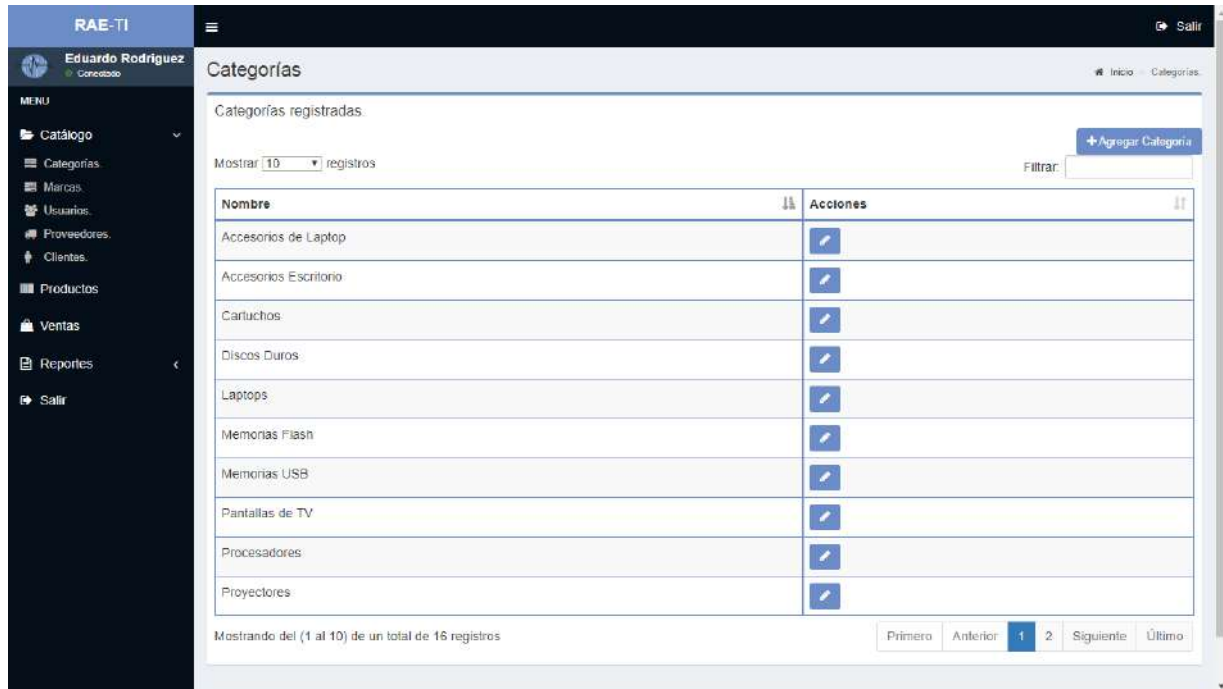 RAE-TI
Salir
Eduardo Rodriguez
Conectado
Categorías
Inicio Categorías.
MENU
Categorías registradas
Catálogo
+Agregar Categoría
Categorías.
Mostrar 10 registros
Filtrar:
Marcas.
Usuarios.
Nombre Acciones
Proveedores.
Accesorios de Laptop
Clientes.
Accesorios Escritorio
Productos
Cartuchos
Ventas
Discos Duros
Reportes
Laptops
Salir
Memorias Flash
Memorias USB
Pantallas de TV
Procesadores
Proyectores
Mostrando del (1 al 10) de un total de 16 registros
Primero Anterior 1 2 Siguiente Último